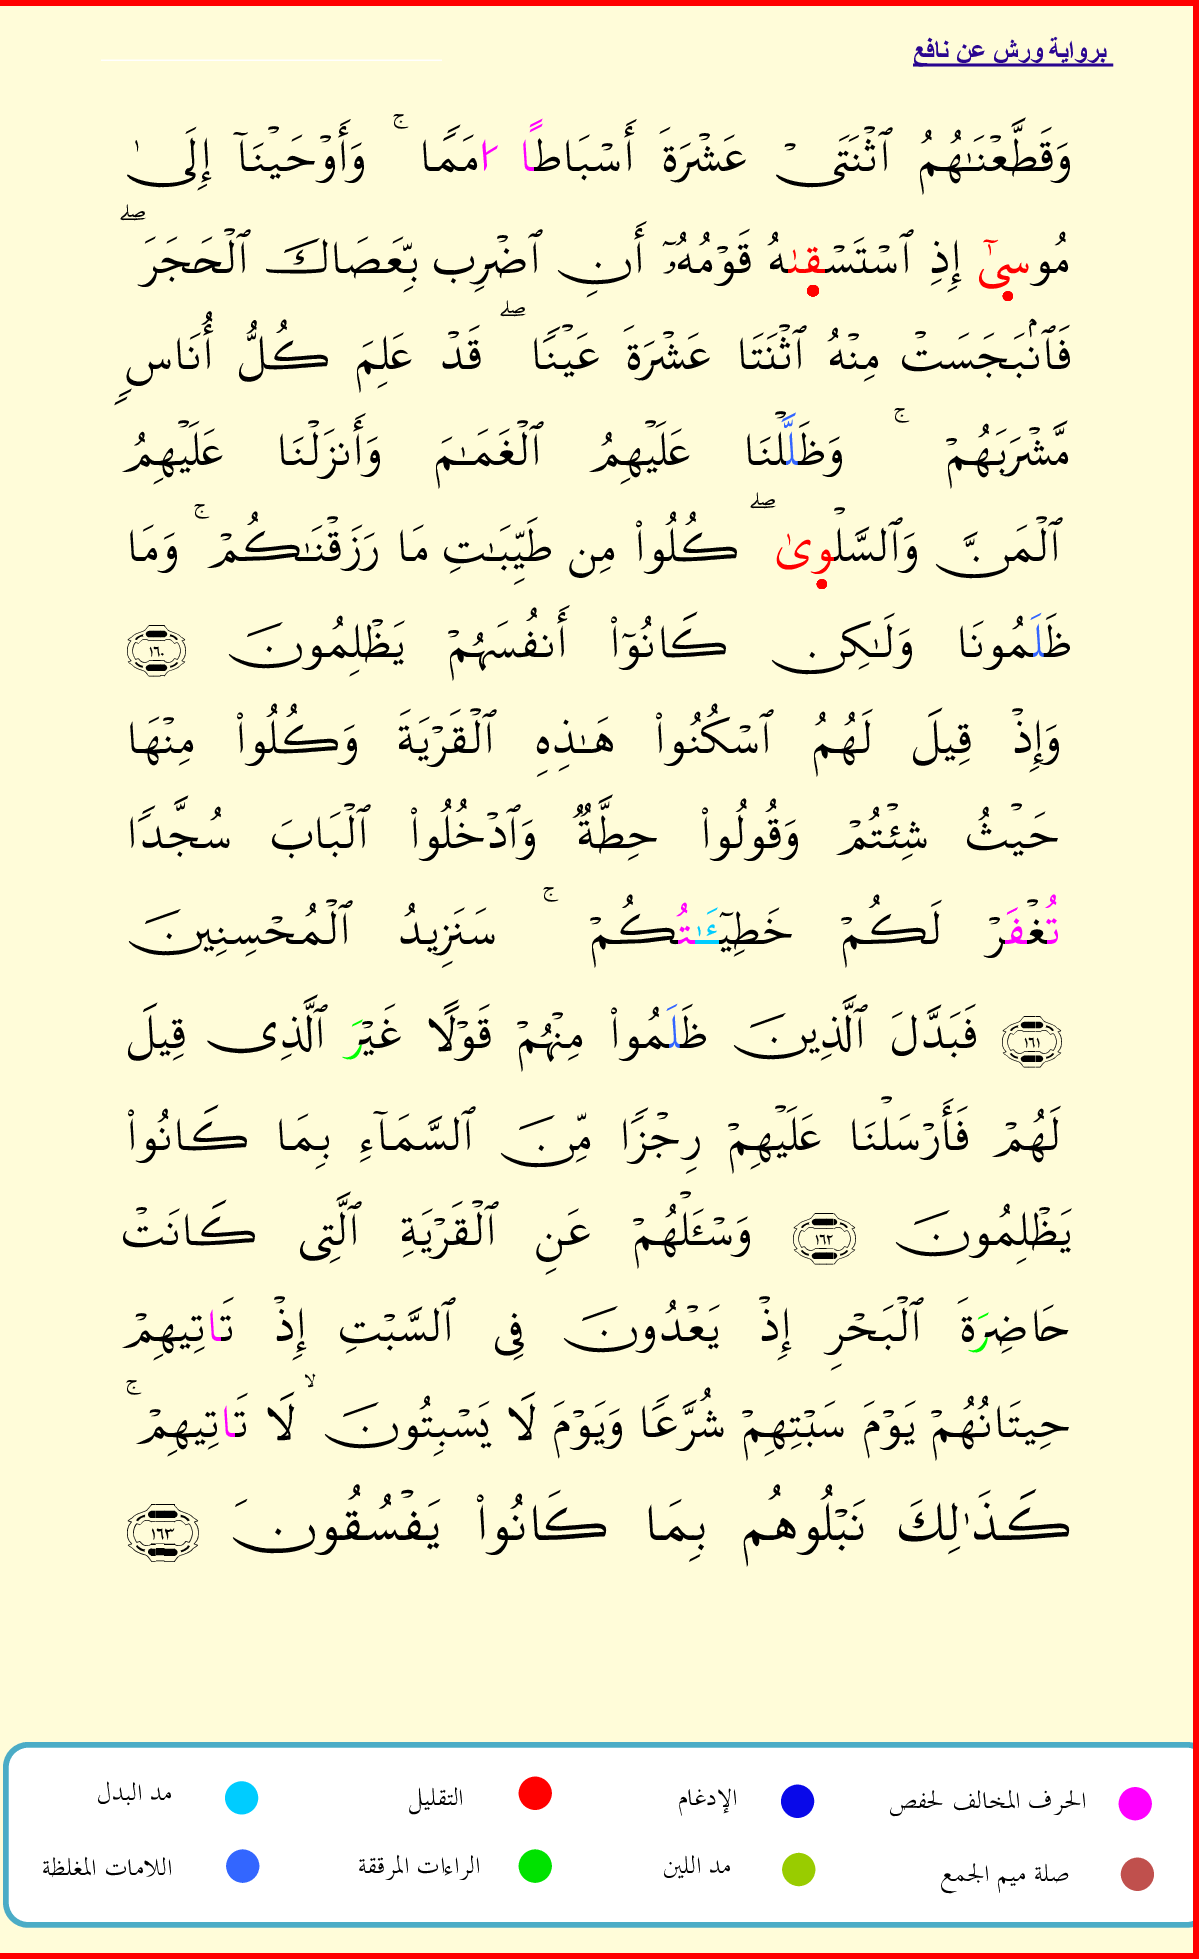 برواية ورش عن نافع
وَقَطَّعْنَٰهُمُ ٱثْنَتَىْ عَشْرَةَ أَسْبَاطًا ا۟مَمًا ۚ وَأَوْحَيْنَآ إِلَىٰ
مُوسىٰٓ إِذِ ٱسْتَسْقىٰهُ قَوْمُهُۥٓ أَنِ ٱضْرِب بِّعَصَاكَ ٱلْحَجَرَ ۖ
فَٱنۢبَجَسَتْ مِنْهُ ٱثْنَتَا عَشْرَةَ عَيْنًا ۖ قَدْ عَلِمَ كُلُّ أُنَاسٍ
مَّشْرَبَهُمْ ۚ وَظَلَّلْنَا عَلَيْهِمُ ٱلْغَمَٰمَ وَأَنزَلْنَا عَلَيْهِمُ
ٱلْمَنَّ وَٱلسَّلْوىٰ ۖ كُلُوا۟ مِن طَيِّبَٰتِ مَا رَزَقْنَٰكُمْ ۚ وَمَا
ظَلَمُونَا وَلَٰكِن كَانُوٓا۟ أَنفُسَهُمْ يَظْلِمُونَ ١٦٠
وَإِذْ قِيلَ لَهُمُ ٱسْكُنُوا۟ هَٰذِهِ ٱلْقَرْيَةَ وَكُلُوا۟ مِنْهَا
حَيْثُ شِئْتُمْ وَقُولُوا۟ حِطَّةٌ وَٱدْخُلُوا۟ ٱلْبَابَ سُجَّدًا
تُغْفَرْ لَكُمْ خَطِيٓـَٰٔتُكُمْ ۚ سَنَزِيدُ ٱلْمُحْسِنِينَ
١٦١ فَبَدَّلَ ٱلَّذِينَ ظَلَمُوا۟ مِنْهُمْ قَوْلًا غَيْرَ ٱلَّذِى قِيلَ
لَهُمْ فَأَرْسَلْنَا عَلَيْهِمْ رِجْزًا مِّنَ ٱلسَّمَآءِ بِمَا كَانُوا۟
يَظْلِمُونَ ١٦٢ وَسْـَٔلْهُمْ عَنِ ٱلْقَرْيَةِ ٱلَّتِى كَانَتْ
حَاضِرَةَ ٱلْبَحْرِ إِذْ يَعْدُونَ فِى ٱلسَّبْتِ إِذْ تَاتِيهِمْ
حِيتَانُهُمْ يَوْمَ سَبْتِهِمْ شُرَّعًا وَيَوْمَ لَا يَسْبِتُونَ ۙ لَا تَاتِيهِمْ ۚ
كَذَٰلِكَ نَبْلُوهُم بِمَا كَانُوا۟ يَفْسُقُونَ ١٦٣
الحرف المخالف لحفص الإدغام التقليل مد البدل
صلة ميم الجمع مد اللين الراءات المرققة اللامات المغلظة